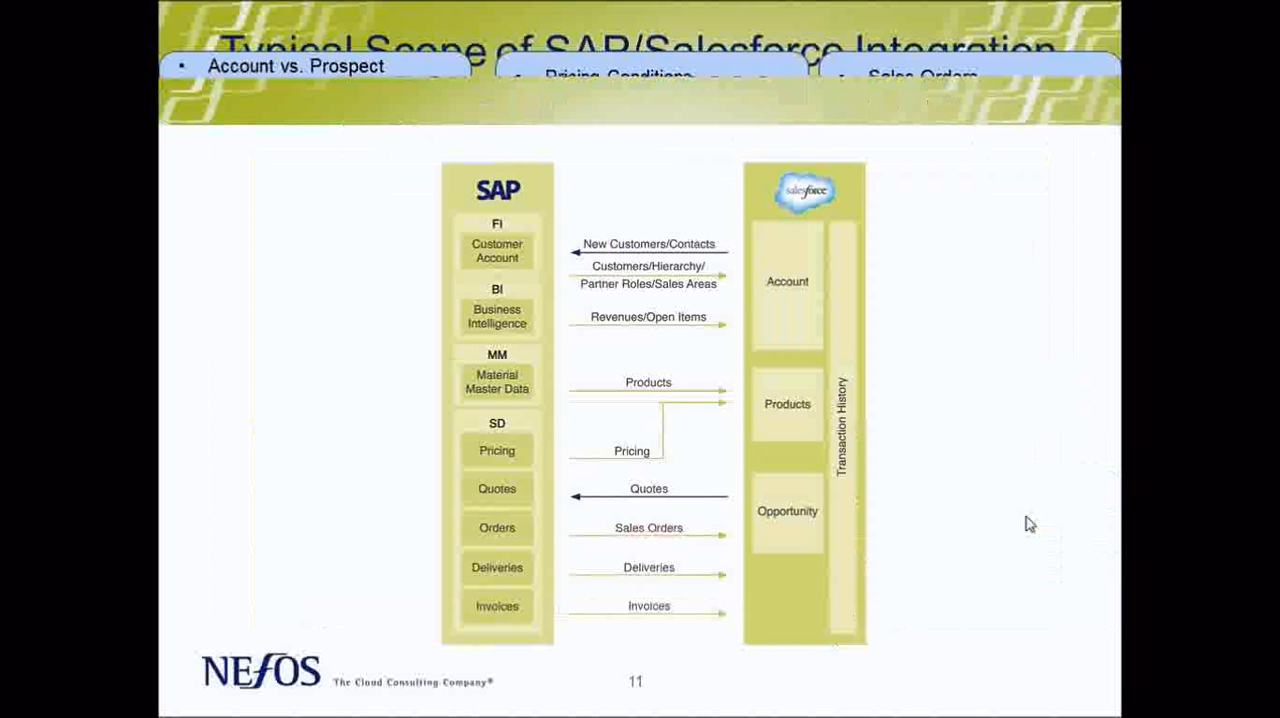 Typical Scope of SAP/Salesforce Integration
• Account vs. Prospect
• Pricing Conditions
• Sales Orders
SAP
salesforce
FI
Customer
Account
New Customers/Contacts
Customers/Hierarchy/
Partner Roles/Sales Areas
Account
BI
Business
Intelligence
Revenues/Open Items
MM
Material
Master Data
Products
Products
Transaction History
SD
Pricing
Pricing
Quotes
Quotes
Opportunity
Orders
Sales Orders
Deliveries
Deliveries
Invoices
Invoices
NEFOS The Cloud Consulting Company®
11